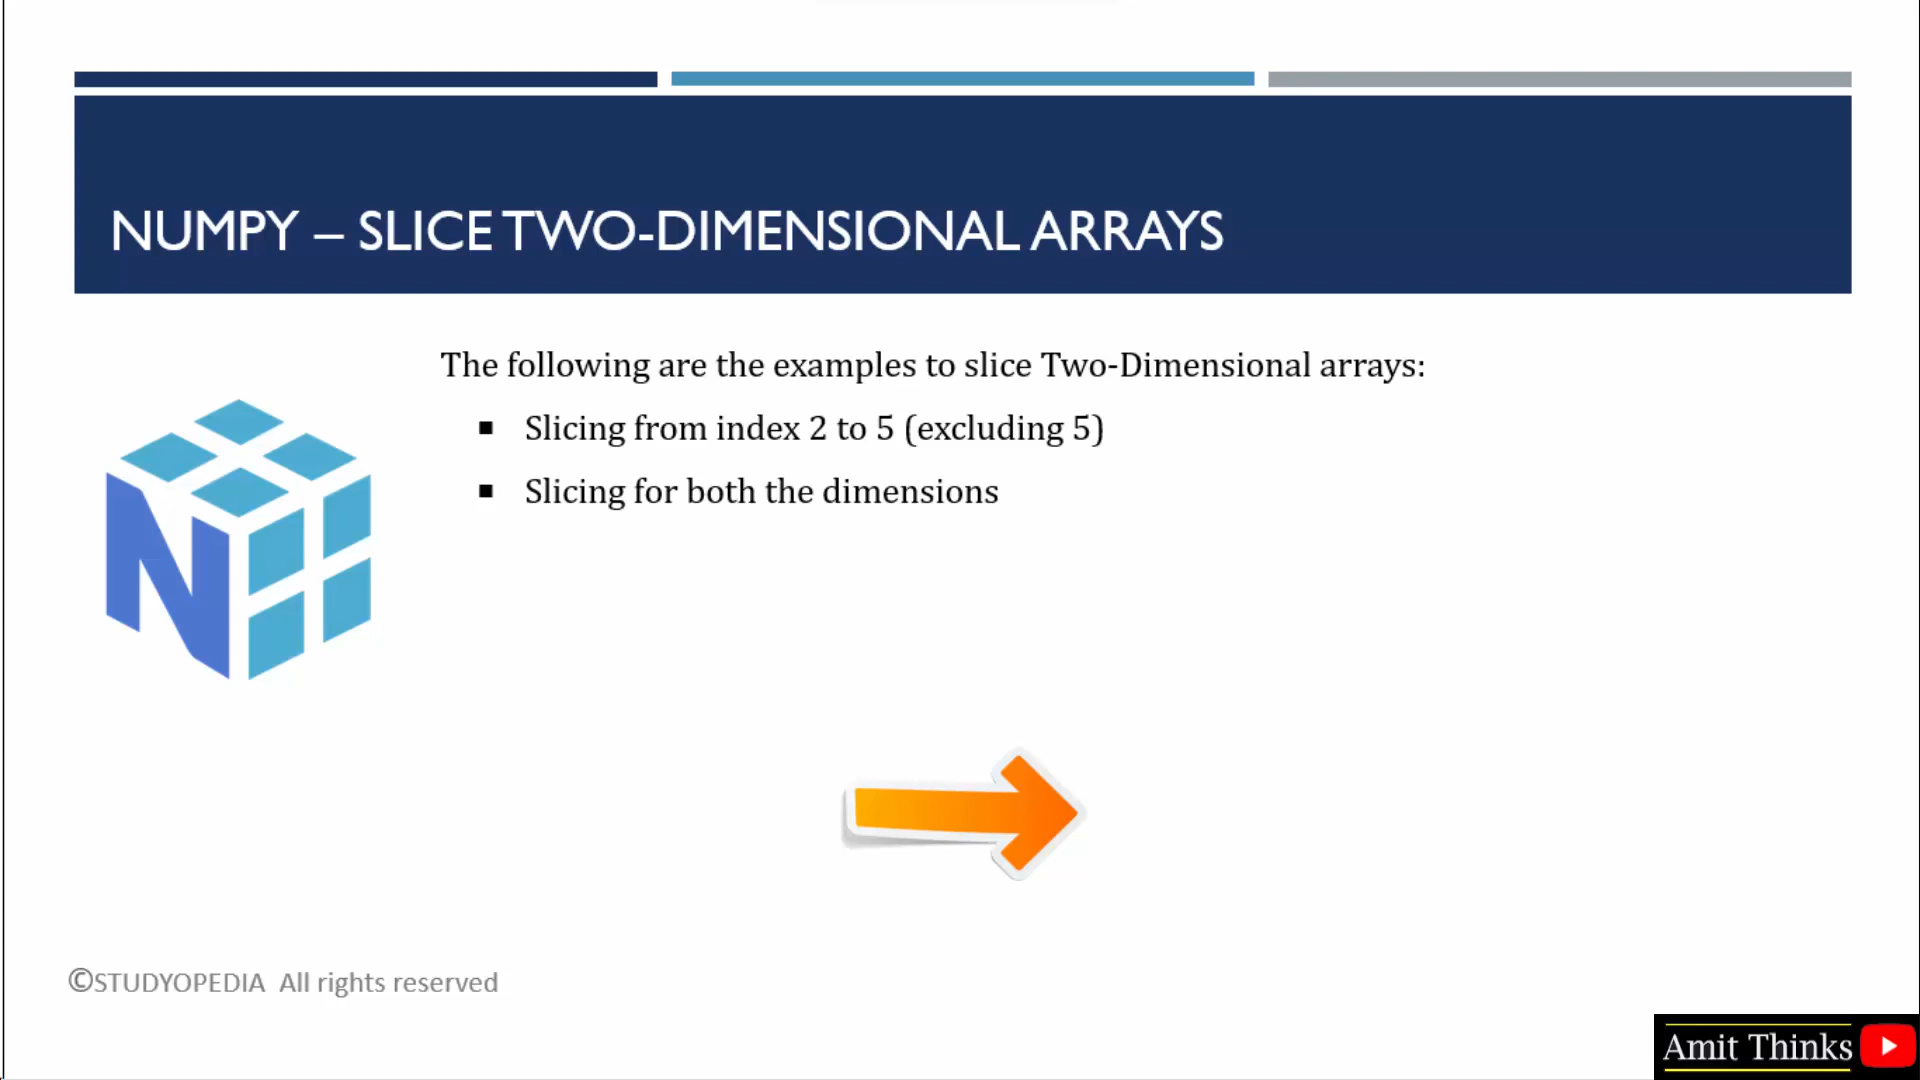 NUMPY – SLICE TWO-DIMENSIONAL ARRAYS
The following are the examples to slice Two-Dimensional arrays:
▪ Slicing from index 2 to 5 (excluding 5)
▪ Slicing for both the dimensions
N
©STUDYOPEDIA All rights reserved
Amit Thinks